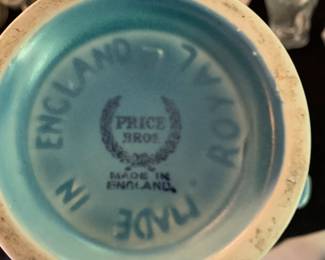 ROYAL
MADE IN ENGLAND
PRICE
BROS
MADE IN
ENGLAND